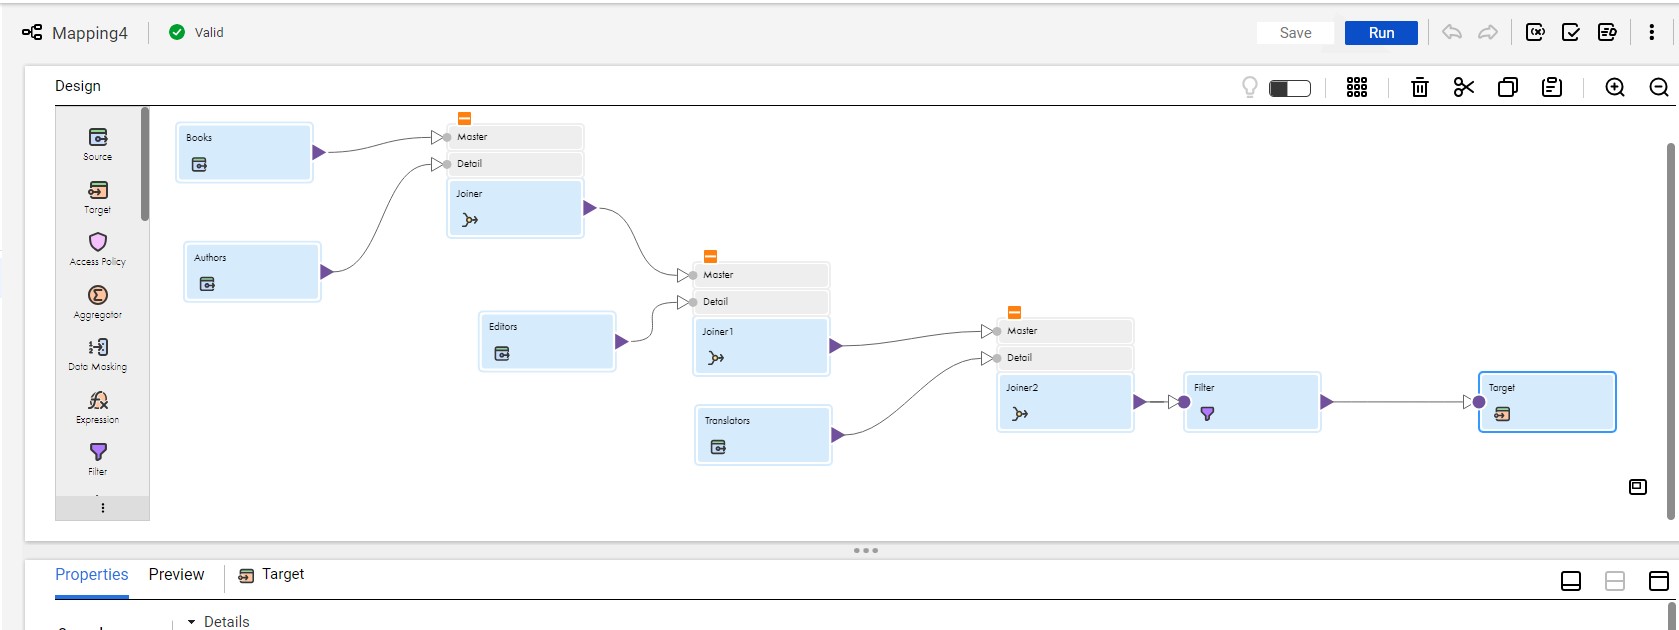 Mapping4
Valid
Save
Run
Design
Source
Target
Access Policy
Aggregator
Data Masking
Expression
Filter
Books
Authors
Master
Detail
Joiner
Editors
Master
Detail
Joiner1
Translators
Master
Detail
Joiner2
Filter
Target
Properties
Preview
Target
Details